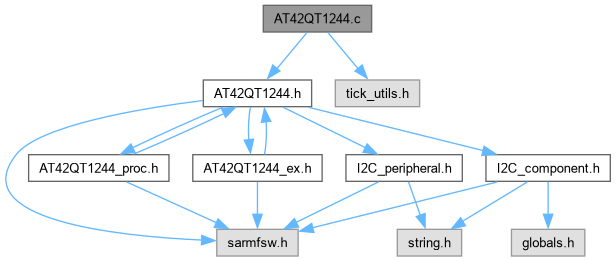 AT42QT1244.c
AT42QT1244.h
tick_utils.h
AT42QT1244_proc.h
AT42QT1244_ex.h
I2C_peripheral.h
I2C_component.h
sarmfsw.h
string.h
globals.h